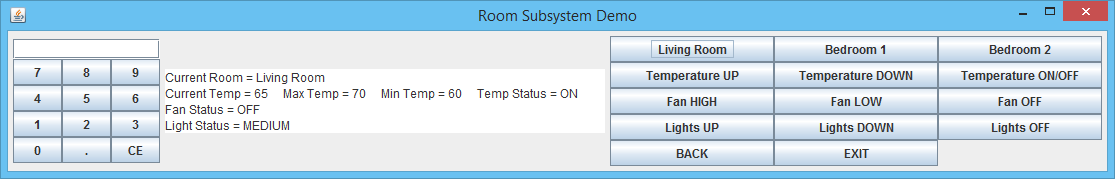 Room Subsystem Demo
7 8 9
4 5 6
1 2 3
0 . CE
Current Room = Living Room
Current Temp = 65 Max Temp = 70 Min Temp = 60 Temp Status = ON
Fan Status = OFF
Light Status = MEDIUM
Living Room Bedroom 1 Bedroom 2
Temperature UP Temperature DOWN Temperature ON/OFF
Fan HIGH Fan LOW Fan OFF
Lights UP Lights DOWN Lights OFF
BACK EXIT